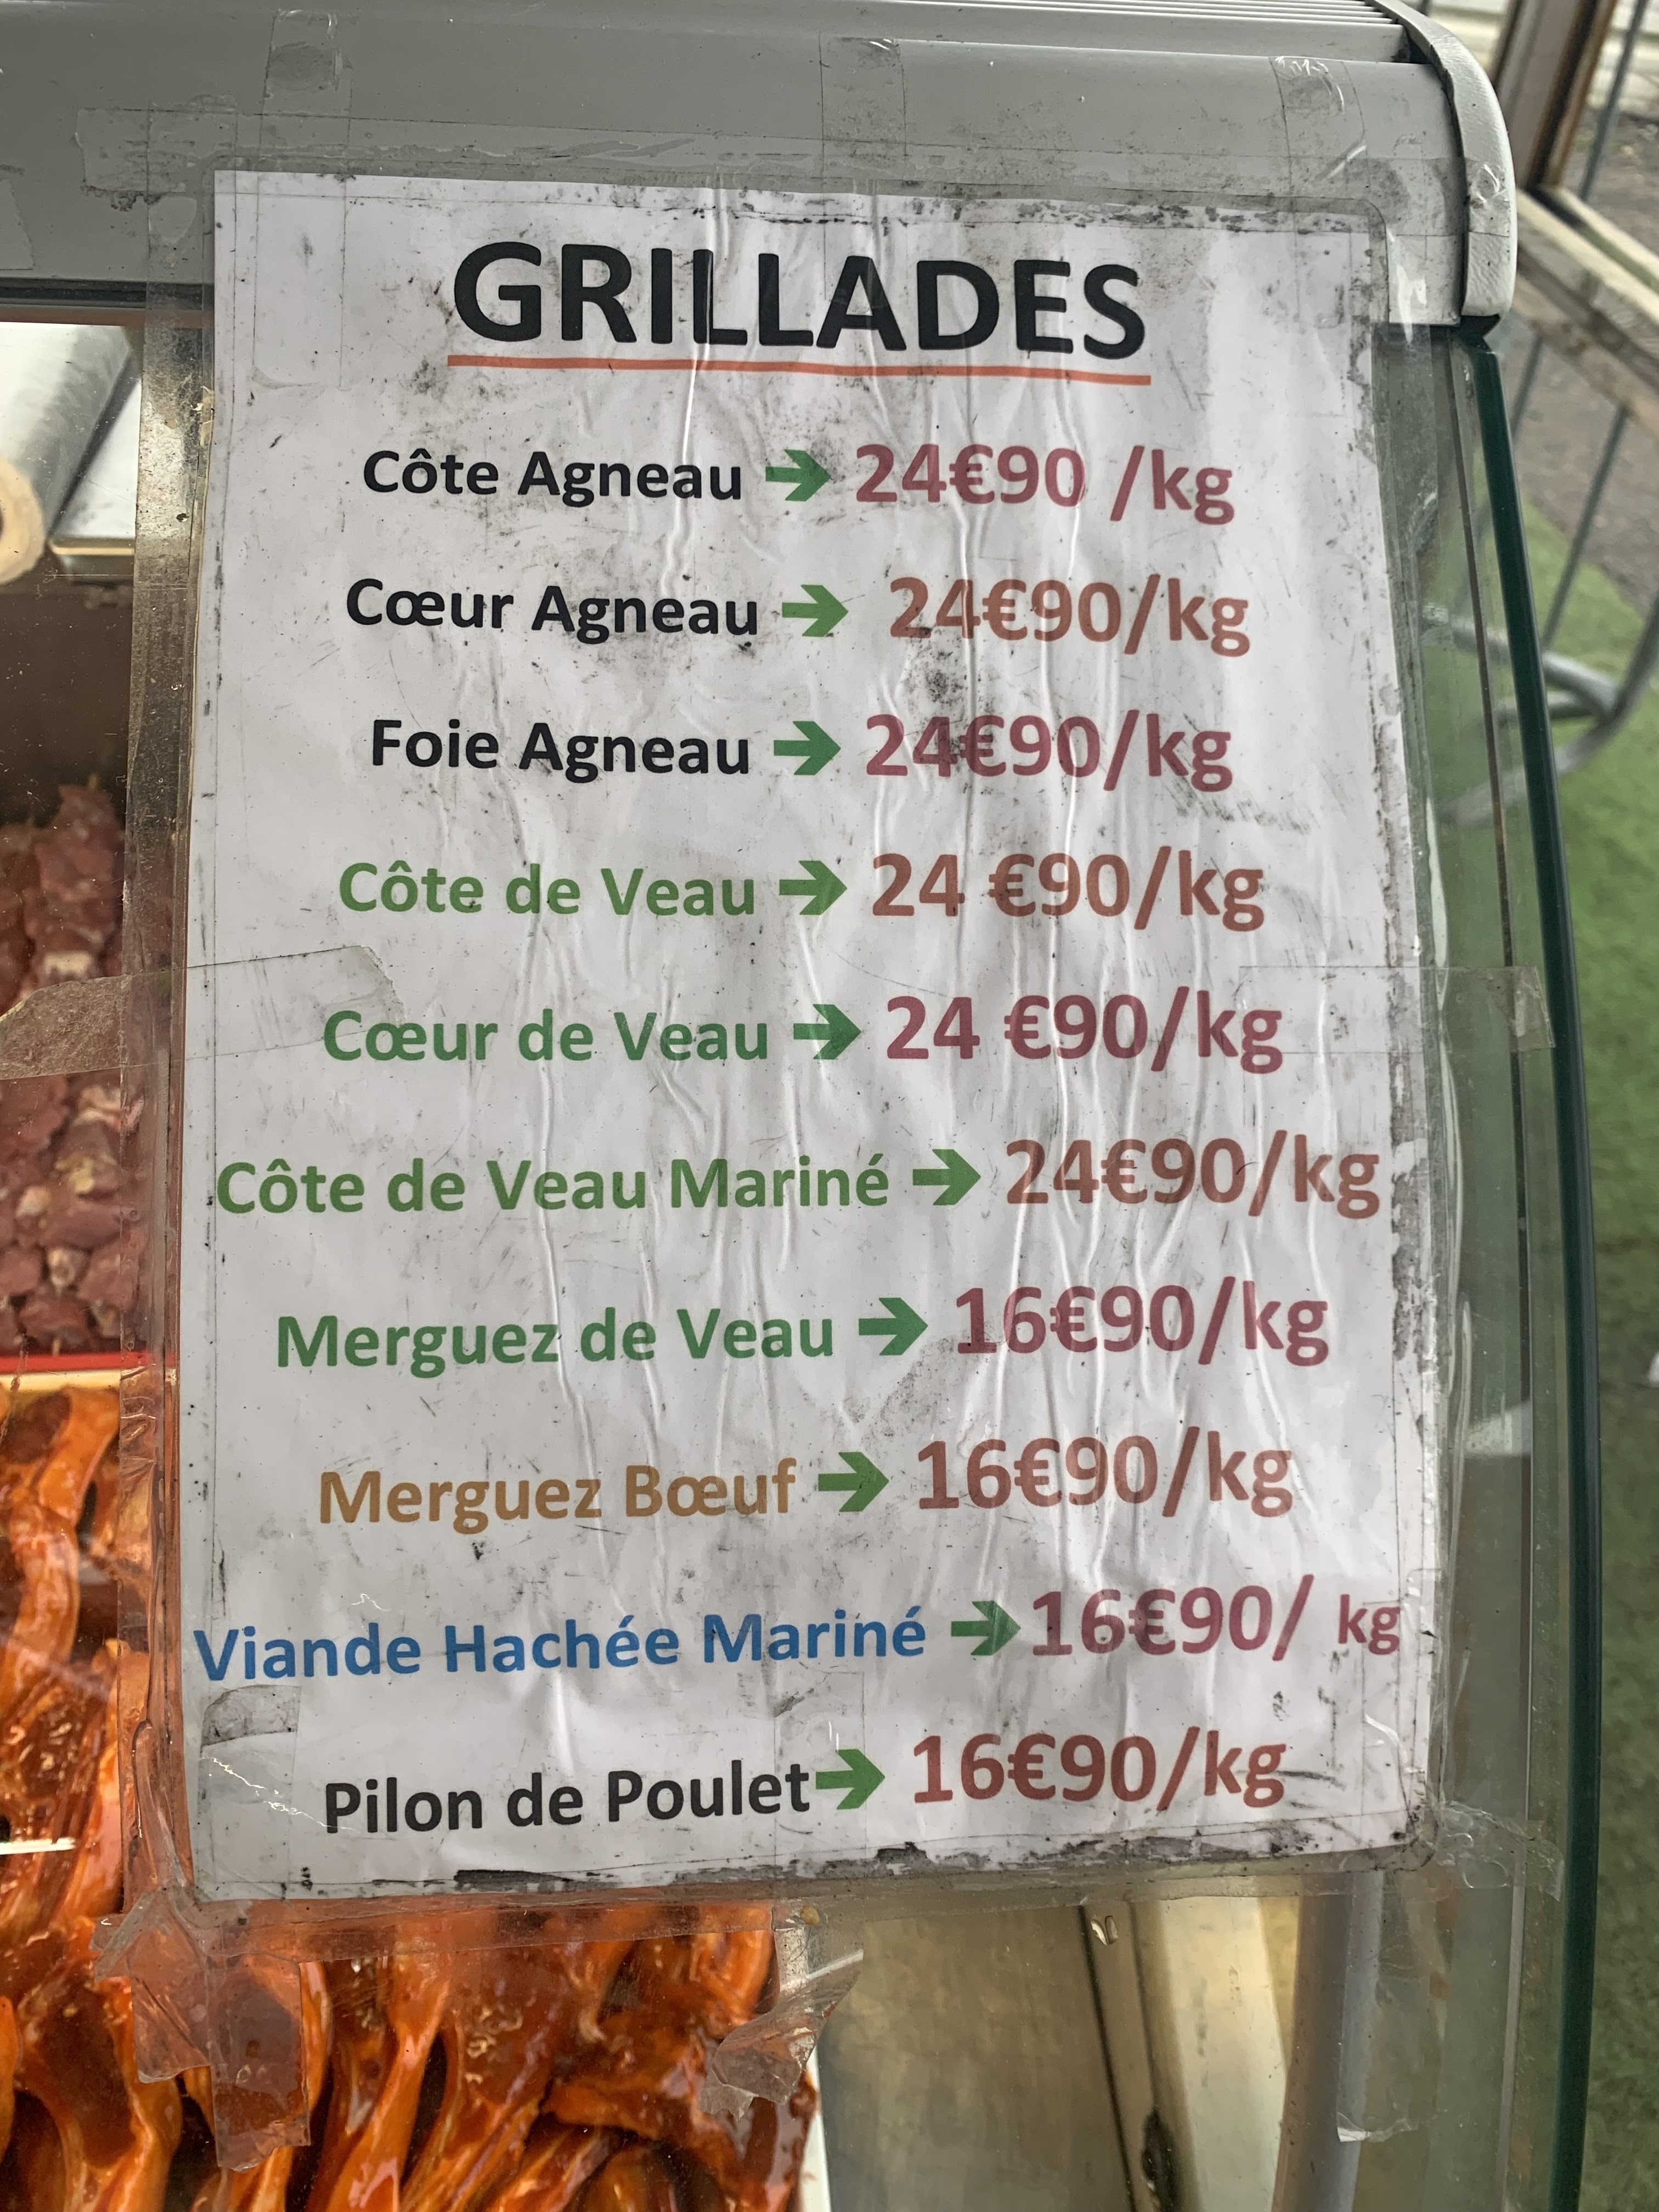 GRILLADES
Côte Agneau → 24€90 /kg
Cœur Agneau → 24€90/kg
Foie Agneau → 24€90/kg
Côte de Veau → 24 €90/kg
Cœur de Veau → 24 €90/kg
Côte de Veau Mariné → 24€90/kg
Merguez de Veau → 16€90/kg
Merguez Bœuf → 16€90/kg
Viande Hachée Mariné → 16€90/ kg
Pilon de Poulet → 16€90/kg